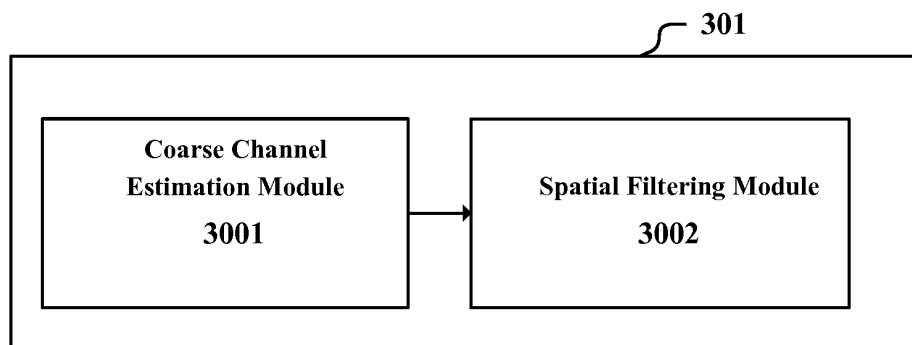 301
Coarse Channel
Estimation Module
3001
Spatial Filtering Module
3002